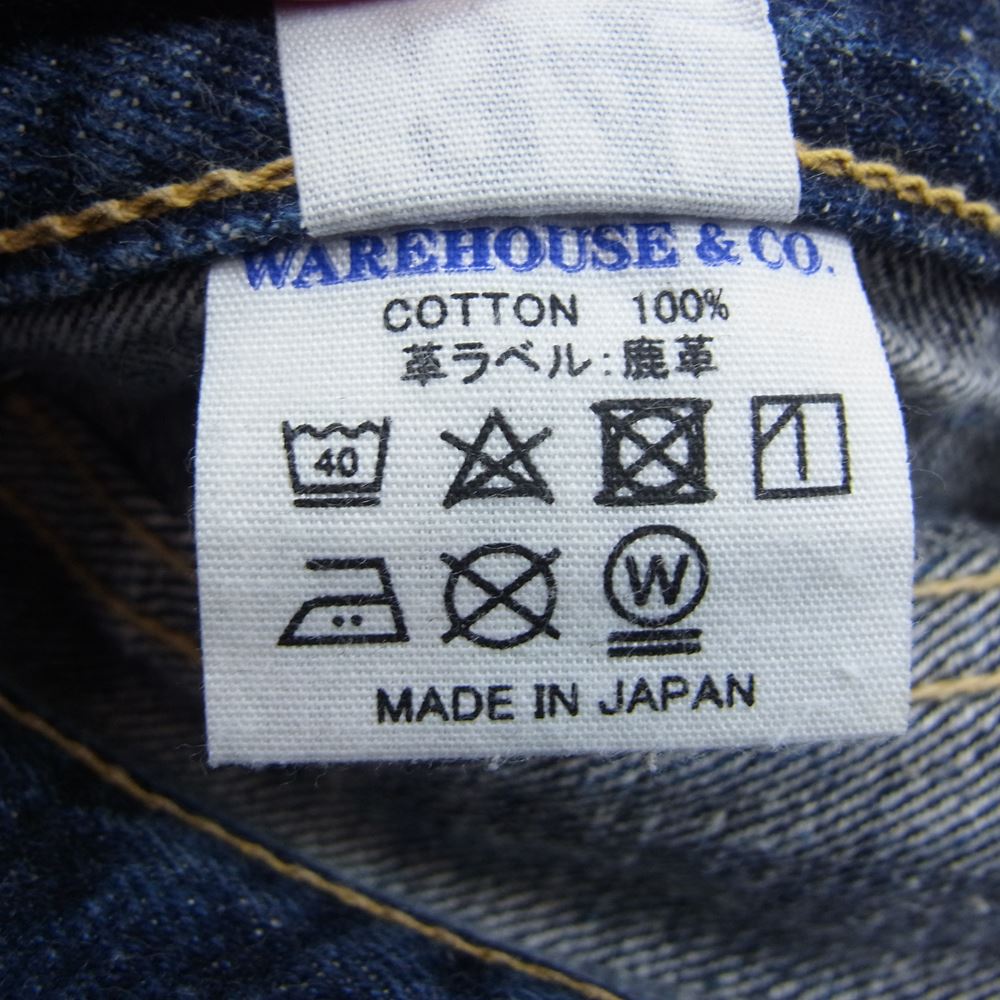 WAREHOUSE & CO.
COTTON 100%
革ラベル:鹿革
40
W
MADE IN JAPAN